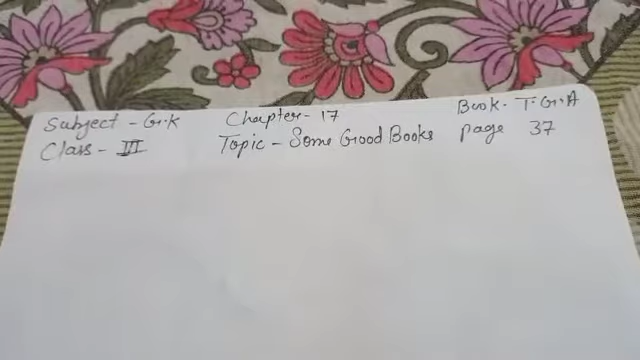 Subject - G.K Chapter - 17 Book - T.G.A
Class - III Topic - Some Good Books page 37